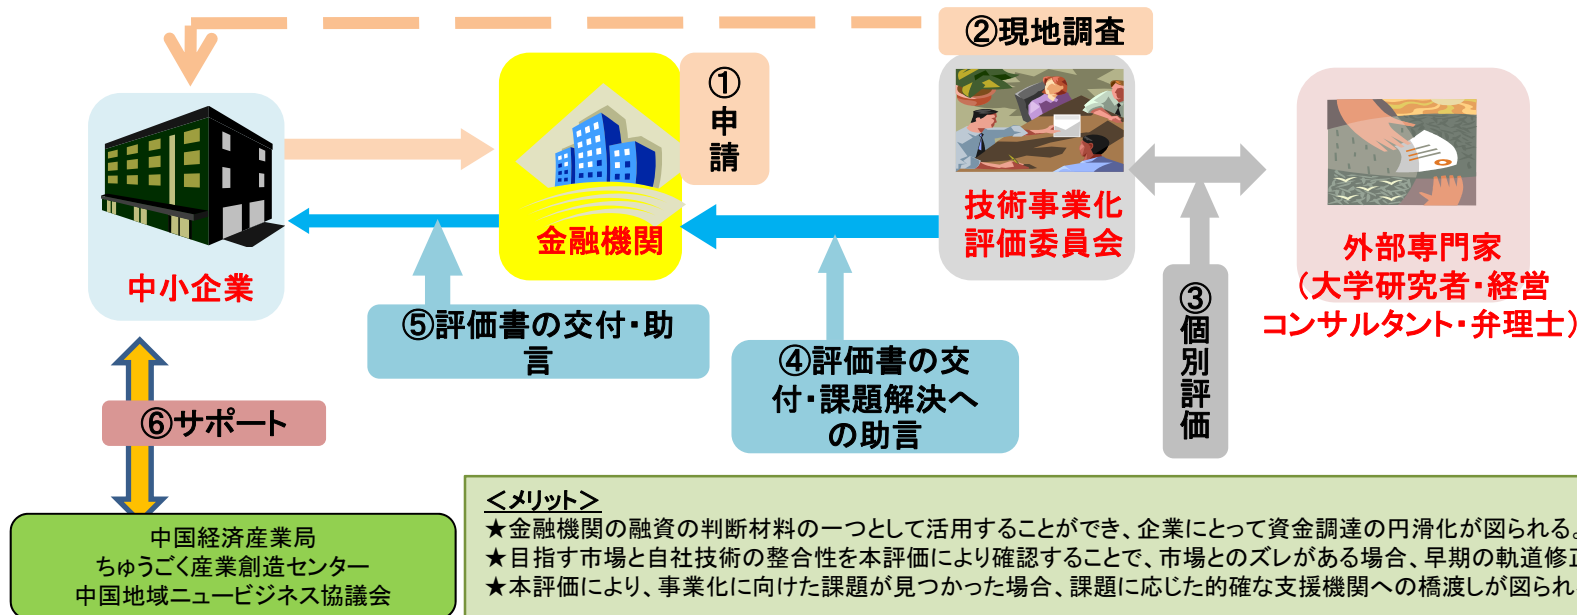 ②現地調査
①
申
請
中小企業
金融機関
技術事業化
評価委員会
外部専門家
(大学研究者・経営
コンサルタント・弁理士)
⑤評価書の交付・助
言
④評価書の交
付・課題解決へ
の助言
③
個
別
評
価
⑥サポート
中国経済産業局
ちゅうごく産業創造センター
中国地域ニュービジネス協議会
＜メリット＞
★金融機関の融資の判断材料の一つとして活用することができ、企業にとって資金調達の円滑化が図られる。
★目指す市場と自社技術の整合性を本評価により確認することで、市場とのズレがある場合、早期の軌道修正
★本評価により、事業化に向けた課題が見つかった場合、課題に応じた的確な支援機関への橋渡しが図られ